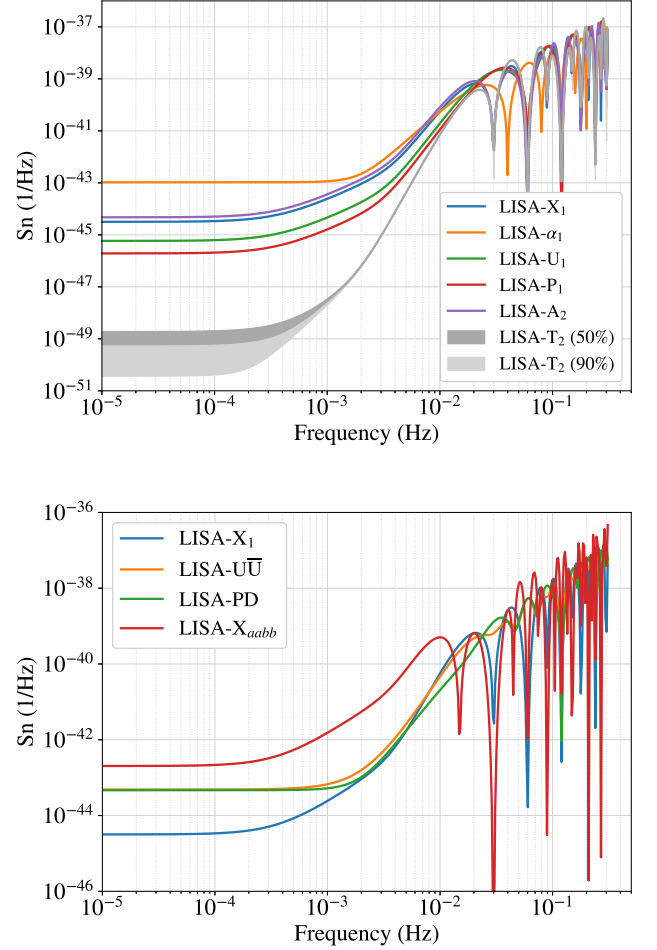 10⁻³⁷
10⁻³⁹
10⁻⁴¹
10⁻⁴³
10⁻⁴⁵
10⁻⁴⁷
10⁻⁴⁹
10⁻⁵¹
Sn (1/Hz)
LISA-X₁
LISA-α₁
LISA-U₁
LISA-P₁
LISA-A₂
LISA-T₂ (50%)
LISA-T₂ (90%)
10⁻⁵ 10⁻⁴ 10⁻³ 10⁻² 10⁻¹
Frequency (Hz)
10⁻³⁶
10⁻³⁸
10⁻⁴⁰
10⁻⁴²
10⁻⁴⁴
10⁻⁴⁶
Sn (1/Hz)
LISA-X₁
LISA-UU̅
LISA-PD
LISA-X_aabb
10⁻⁵ 10⁻⁴ 10⁻³ 10⁻² 10⁻¹
Frequency (Hz)